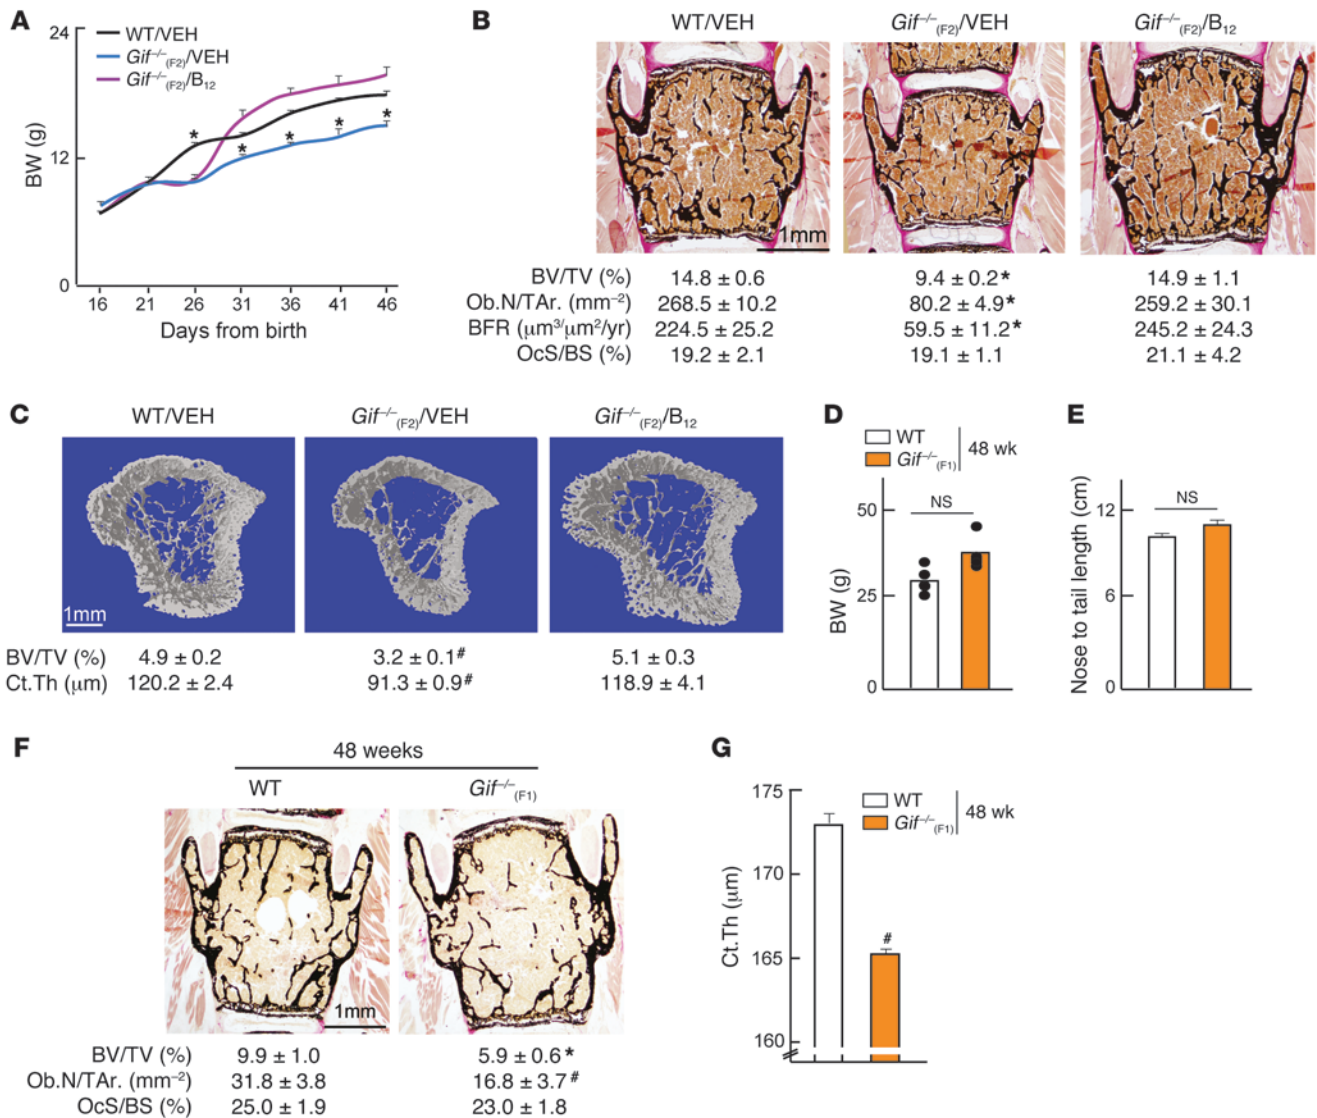 A
24
12
0
BW (g)
WT/VEH
Gif–/–(F2)/VEH
Gif–/–(F2)/B12
* * * * *
16 21 26 31 36 41 46
Days from birth
B
WT/VEH Gif–/–(F2)/VEH Gif–/–(F2)/B12
1mm
BV/TV (%) 14.8 ± 0.6 9.4 ± 0.2* 14.9 ± 1.1
Ob.N/TAr. (mm–2) 268.5 ± 10.2 80.2 ± 4.9* 259.2 ± 30.1
BFR (μm3/μm2/yr) 224.5 ± 25.2 59.5 ± 11.2* 245.2 ± 24.3
OcS/BS (%) 19.2 ± 2.1 19.1 ± 1.1 21.1 ± 4.2
C
WT/VEH Gif–/–(F2)/VEH Gif–/–(F2)/B12
1mm
BV/TV (%) 4.9 ± 0.2 3.2 ± 0.1# 5.1 ± 0.3
Ct.Th (μm) 120.2 ± 2.4 91.3 ± 0.9# 118.9 ± 4.1
D
WT
Gif–/–(F1)
48 wk
NS
50
25
0
BW (g)
E
NS
12
6
0
Nose to tail length (cm)
F
48 weeks
WT Gif–/–(F1)
1mm
BV/TV (%) 9.9 ± 1.0 5.9 ± 0.6*
Ob.N/TAr. (mm–2) 31.8 ± 3.8 16.8 ± 3.7#
OcS/BS (%) 25.0 ± 1.9 23.0 ± 1.8
G
175
170
165
160
Ct.Th (μm)
WT
Gif–/–(F1)
48 wk
#